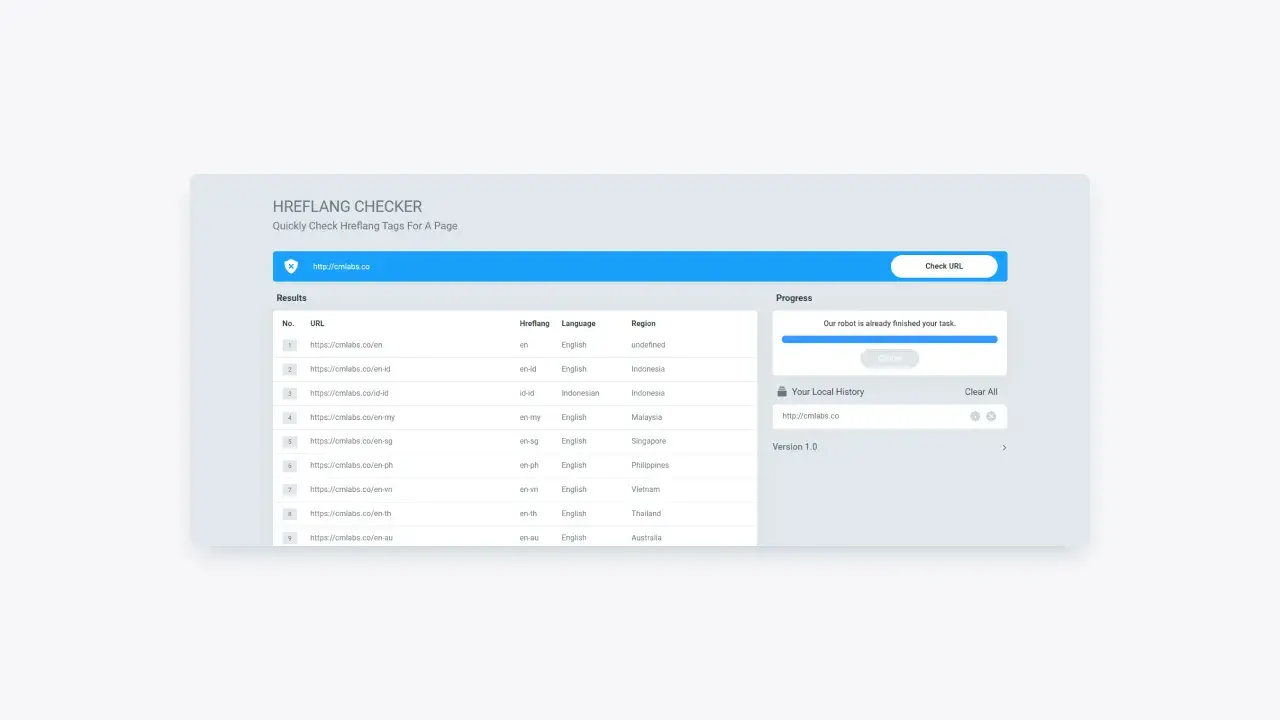 HREFLANG CHECKER
Quickly Check Hreflang Tags For A Page
http://cmlabs.co Check URL
Results
No. URL Hreflang Language Region
1 https://cmlabs.co/en en English undefined
2 https://cmlabs.co/en-id en-id English Indonesia
3 https://cmlabs.co/id-id id-id Indonesian Indonesia
4 https://cmlabs.co/en-my en-my English Malaysia
5 https://cmlabs.co/en-sg en-sg English Singapore
6 https://cmlabs.co/en-ph en-ph English Philippines
7 https://cmlabs.co/en-vn en-vn English Vietnam
8 https://cmlabs.co/en-th en-th English Thailand
9 https://cmlabs.co/en-au en-au English Australia
Progress
Our robot is already finished your task.
Your Local History Clear All
http://cmlabs.co
Version 1.0